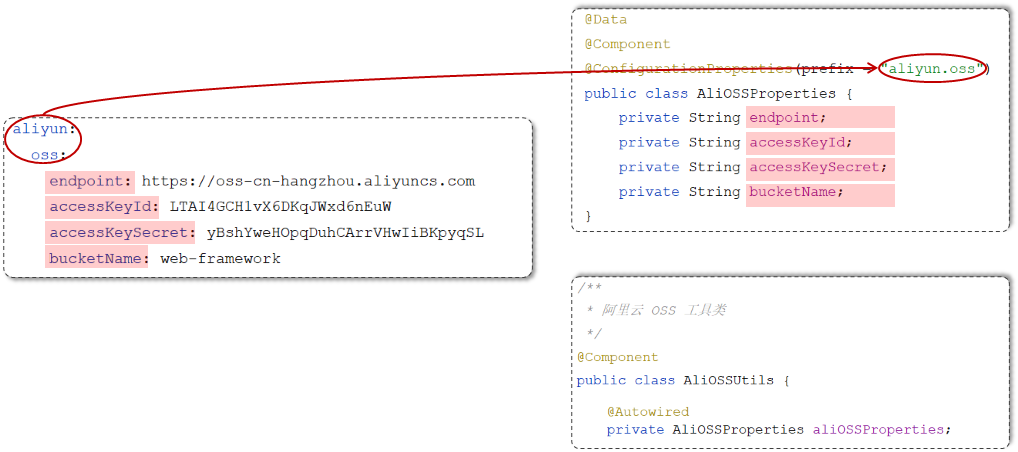 aliyun:
oss:
endpoint: https://oss-cn-hangzhou.aliyuncs.com
accessKeyId: LTAI4GCH1vX6DKqJWxd6nEuW
accessKeySecret: yBshYweHOpqDuhCArrVHwIiBKpyqSL
bucketName: web-framework
@Data
@Component
@ConfigurationProperties(prefix = "aliyun.oss")
public class AliOSSProperties {
private String endpoint;
private String accessKeyId;
private String accessKeySecret;
private String bucketName;
}
/**
* 阿里云 OSS 工具类
*/
@Component
public class AliOSSUtils {
@Autowired
private AliOSSProperties aliOSSProperties;